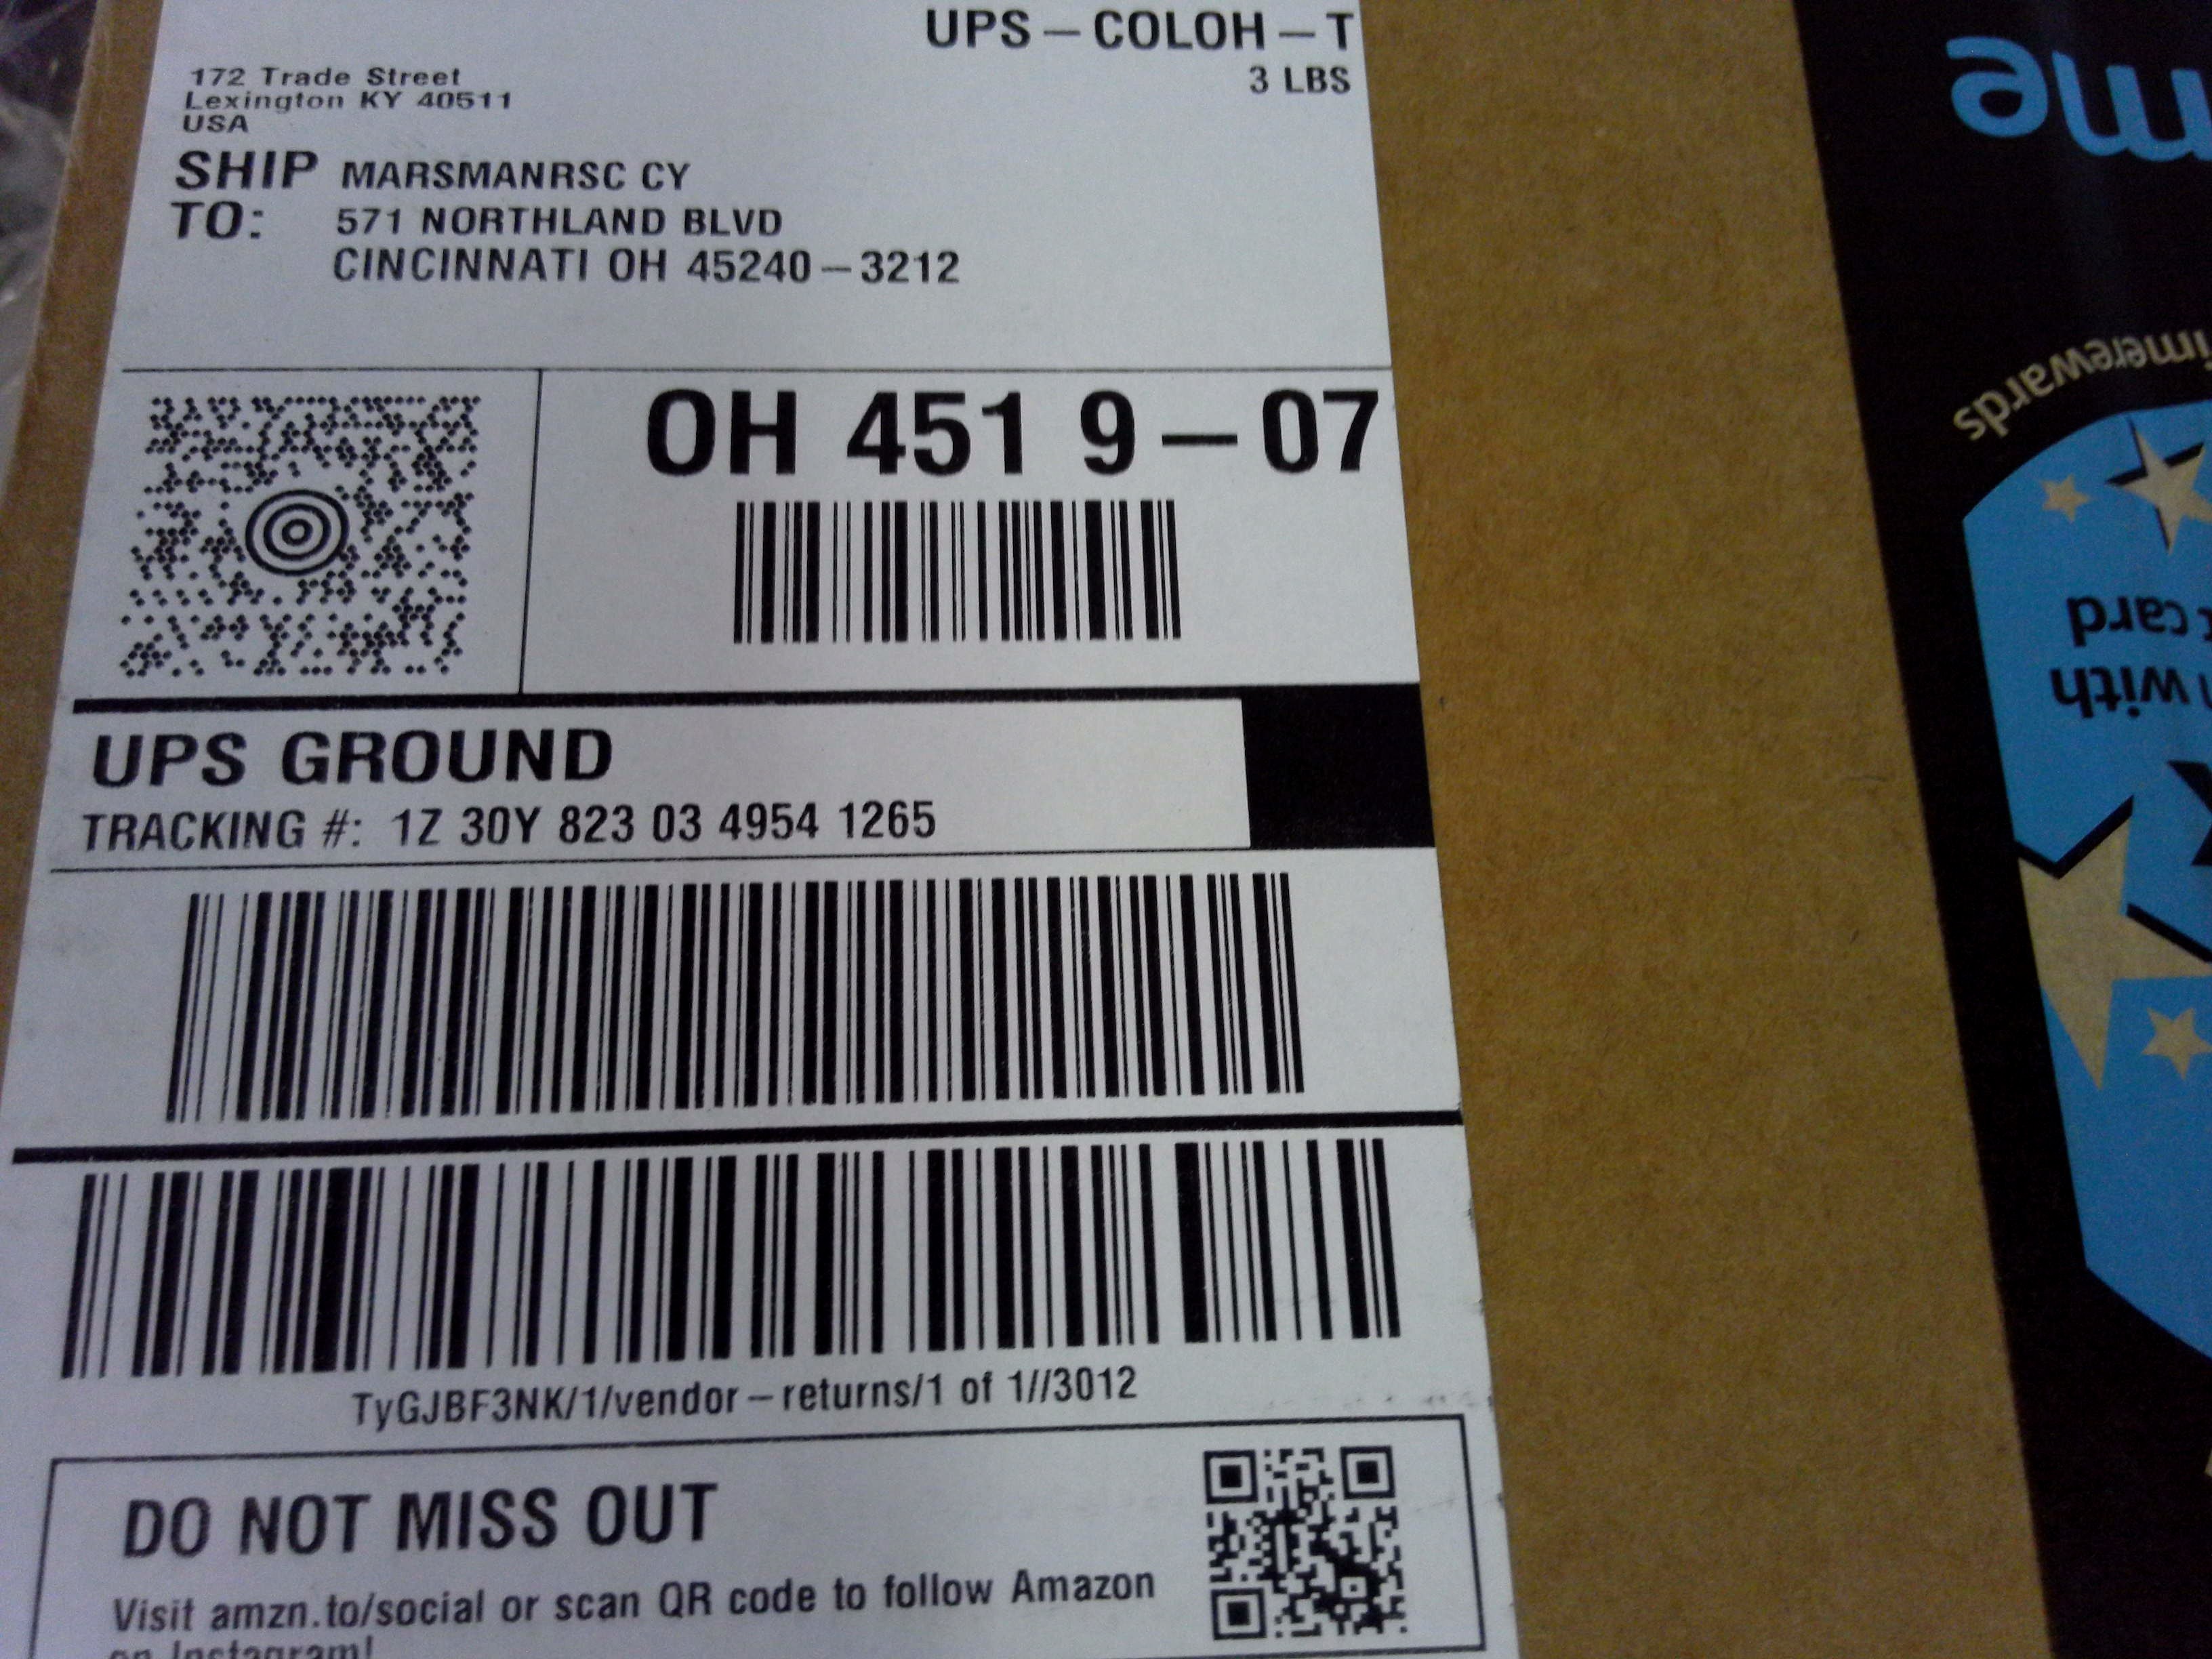 UPS-COLOH-T
3 LBS
172 Trade Street
Lexington KY 40511
USA
SHIP TO: MARSMANRSC CY
571 NORTHLAND BLVD
CINCINNATI OH 45240-3212
OH 451 9-07
UPS GROUND
TRACKING #: 1Z 30Y 823 03 4954 1265
TyGJBF3NK/1/vendor-returns/1 of 1//3012
DO NOT MISS OUT
Visit amzn.to/social or scan QR code to follow Amazon
on Instagram!
me
imerewards
card
with